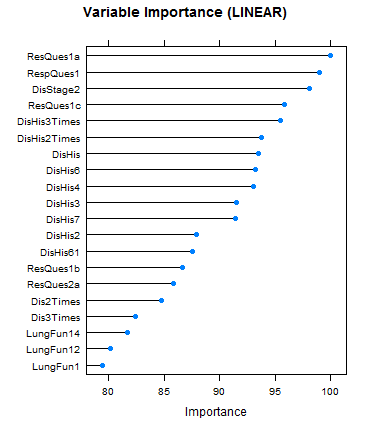 Variable Importance (LINEAR)
ResQues1a
RespQues1
DisStage2
ResQues1c
DisHis3Times
DisHis2Times
DisHis
DisHis6
DisHis4
DisHis3
DisHis7
DisHis2
DisHis61
ResQues1b
ResQues2a
Dis2Times
Dis3Times
LungFun14
LungFun12
LungFun1
80 85 90 95 100
Importance